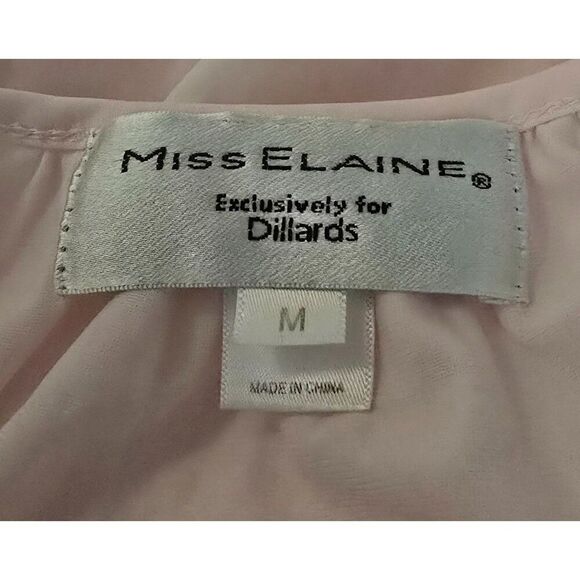 MISS ELAINE®
Exclusively for
Dillards
M
MADE IN CHINA